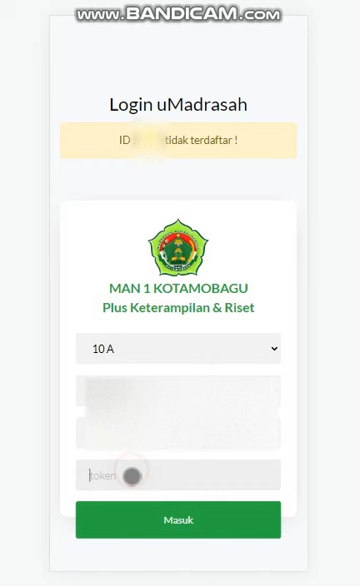 www.BANDICAM.com
Login uMadrasah
ID tidak terdaftar !
MAN 1 KOTAMOBAGU
Plus Keterampilan & Riset
10 A
token
Masuk